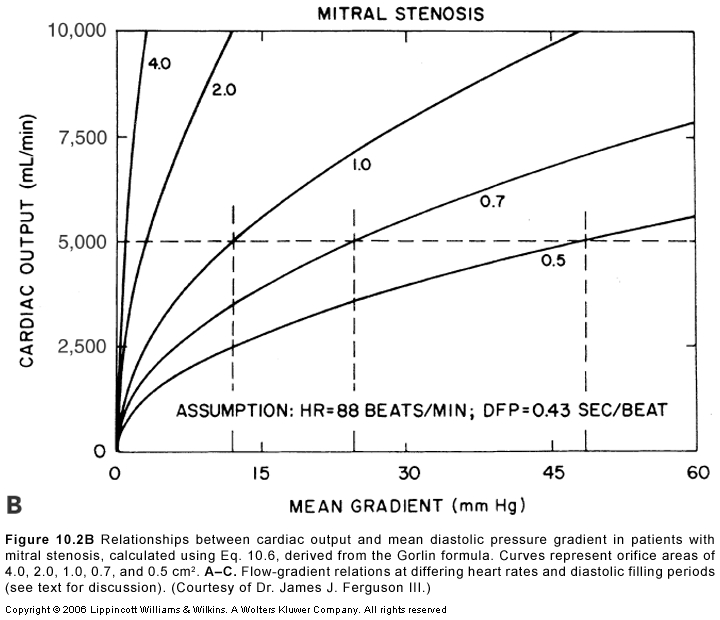 MITRAL STENOSIS
10,000
7,500
5,000
2,500
0
CARDIAC OUTPUT (mL/min)
4.0
2.0
1.0
0.7
0.5
ASSUMPTION: HR=88 BEATS/MIN; DFP=0.43 SEC/BEAT
0 15 30 45 60
MEAN GRADIENT (mm Hg)
B
Figure 10.2B Relationships between cardiac output and mean diastolic pressure gradient in patients with
mitral stenosis, calculated using Eq. 10.6, derived from the Gorlin formula. Curves represent orifice areas of
4.0, 2.0, 1.0, 0.7, and 0.5 cm². A–C. Flow-gradient relations at differing heart rates and diastolic filling periods
(see text for discussion). (Courtesy of Dr. James J. Ferguson III.)
Copyright © 2006 Lippincott Williams & Wilkins. A Wolters Kluwer Company. All rights reserved